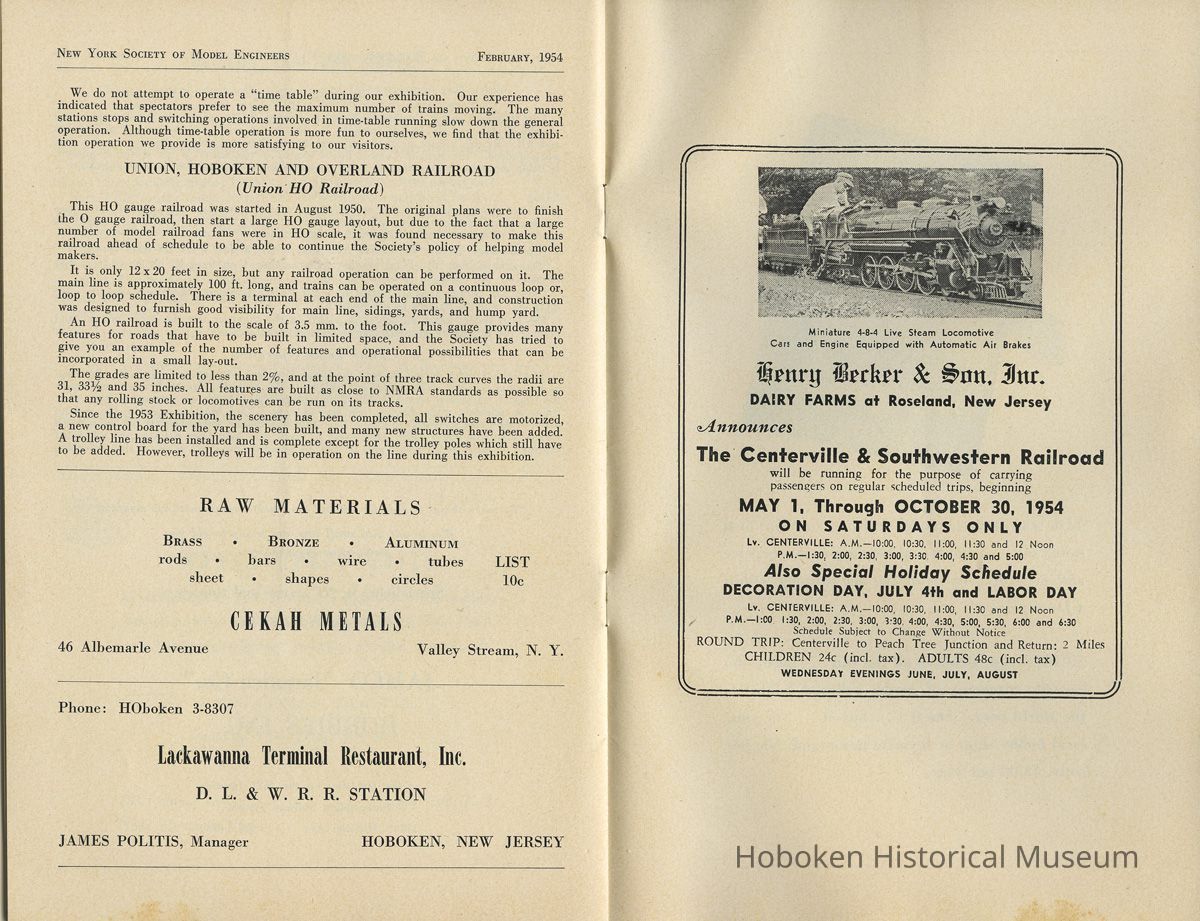 New York Society of Model Engineers February, 1954
We do not attempt to operate a “time table” during our exhibition. Our experience has
indicated that spectators prefer to see the maximum number of trains moving. The many
stations stops and switching operations involved in time-table running slow down the general
operation. Although time-table operation is more fun to ourselves, we find that the exhibi-
tion operation we provide is more satisfying to our visitors.
UNION, HOBOKEN AND OVERLAND RAILROAD
(Union HO Railroad)
This HO gauge railroad was started in August 1950. The original plans were to finish
the O gauge railroad, then start a large HO gauge layout, but due to the fact that a large
number of model railroad fans were in HO scale, it was found necessary to make this
railroad ahead of schedule to be able to continue the Society's policy of helping model
makers.
It is only 12 x 20 feet in size, but any railroad operation can be performed on it. The
main line is approximately 100 ft. long, and trains can be operated on a continuous loop or,
loop to loop schedule. There is a terminal at each end of the main line, and construction
was designed to furnish good visibility for main line, sidings, yards, and hump yard.
An HO railroad is built to the scale of 3.5 mm. to the foot. This gauge provides many
features for roads that have to be built in limited space, and the Society has tried to
give you an example of the number of features and operational possibilities that can be
incorporated in a small lay-out.
The grades are limited to less than 2%, and at the point of three track curves the radii are
31, 33½ and 35 inches. All features are built as close to NMRA standards as possible so
that any rolling stock or locomotives can be run on its tracks.
Since the 1953 Exhibition, the scenery has been completed, all switches are motorized,
a new control board for the yard has been built, and many new structures have been added.
A trolley line has been installed and is complete except for the trolley poles which still have
to be added. However, trolleys will be in operation on the line during this exhibition.
RAW MATERIALS
Brass • Bronze • Aluminum
rods • bars • wire • tubes LIST
sheet • shapes • circles 10c
CEKAH METALS
46 Albemarle Avenue Valley Stream, N. Y.
Phone: HOboken 3-8307
Lackawanna Terminal Restaurant, Inc.
D. L. & W. R. R. STATION
JAMES POLITIS, Manager HOBOKEN, NEW JERSEY
Miniature 4-8-4 Live Steam Locomotive
Cars and Engine Equipped with Automatic Air Brakes
Henry Becker & Son, Inc.
DAIRY FARMS at Roseland, New Jersey
Announces
The Centerville & Southwestern Railroad
will be running for the purpose of carrying
passengers on regular scheduled trips, beginning
MAY 1, Through OCTOBER 30, 1954
ON SATURDAYS ONLY
Lv. CENTERVILLE: A.M.—10:00, 10:30, 11:00, 11:30 and 12 Noon
P.M.—1:30, 2:00, 2:30, 3:00, 3:30, 4:00, 4:30 and 5:00
Also Special Holiday Schedule
DECORATION DAY, JULY 4th and LABOR DAY
Lv. CENTERVILLE: A.M.—10:00, 10:30, 11:00, 11:30 and 12 Noon
P.M.—1:00 1:30, 2:00, 2:30, 3:00, 3:30, 4:00, 4:30, 5:00, 5:30, 6:00 and 6:30
Schedule Subject to Change Without Notice
ROUND TRIP: Centerville to Peach Tree Junction and Return: 2 Miles
CHILDREN 24c (incl. tax). ADULTS 48c (incl. tax)
WEDNESDAY EVENINGS JUNE, JULY, AUGUST
Hoboken Historical Museum